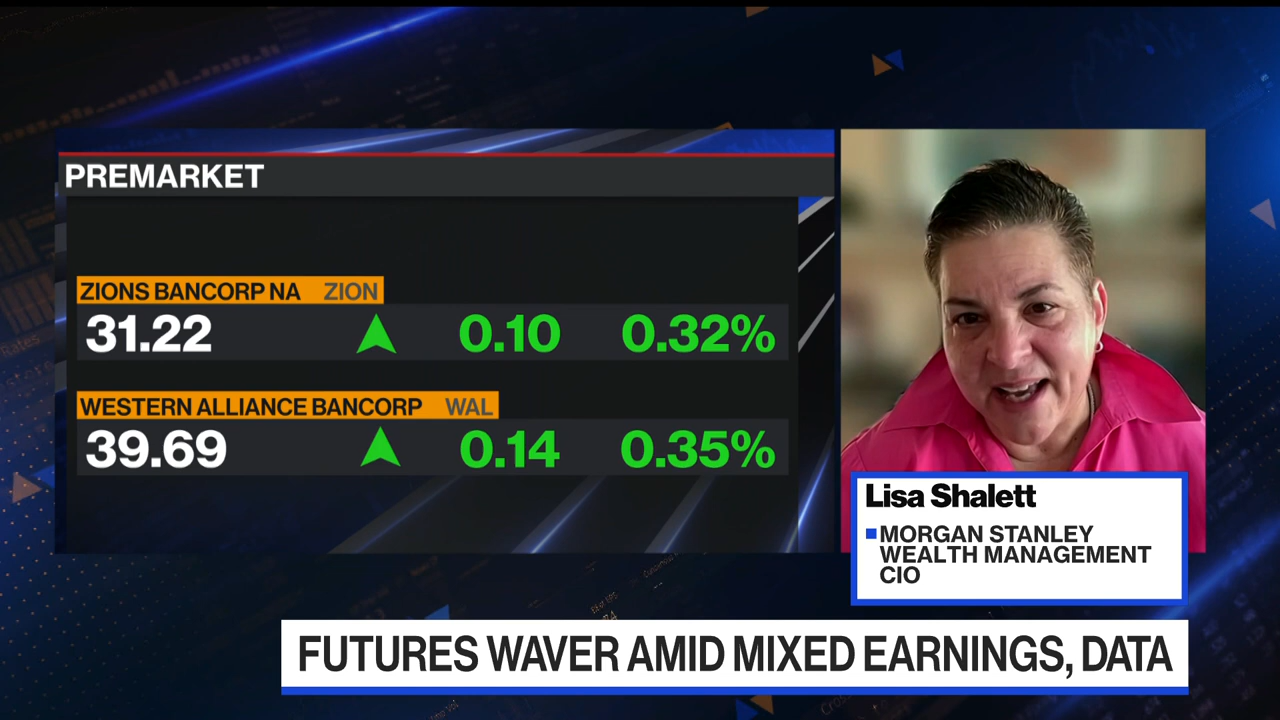 PREMARKET
ZIONS BANCORP NA ZION
31.22 0.10 0.32%
WESTERN ALLIANCE BANCORP WAL
39.69 0.14 0.35%
Lisa Shalett
MORGAN STANLEY
WEALTH MANAGEMENT
CIO
FUTURES WAVER AMID MIXED EARNINGS, DATA